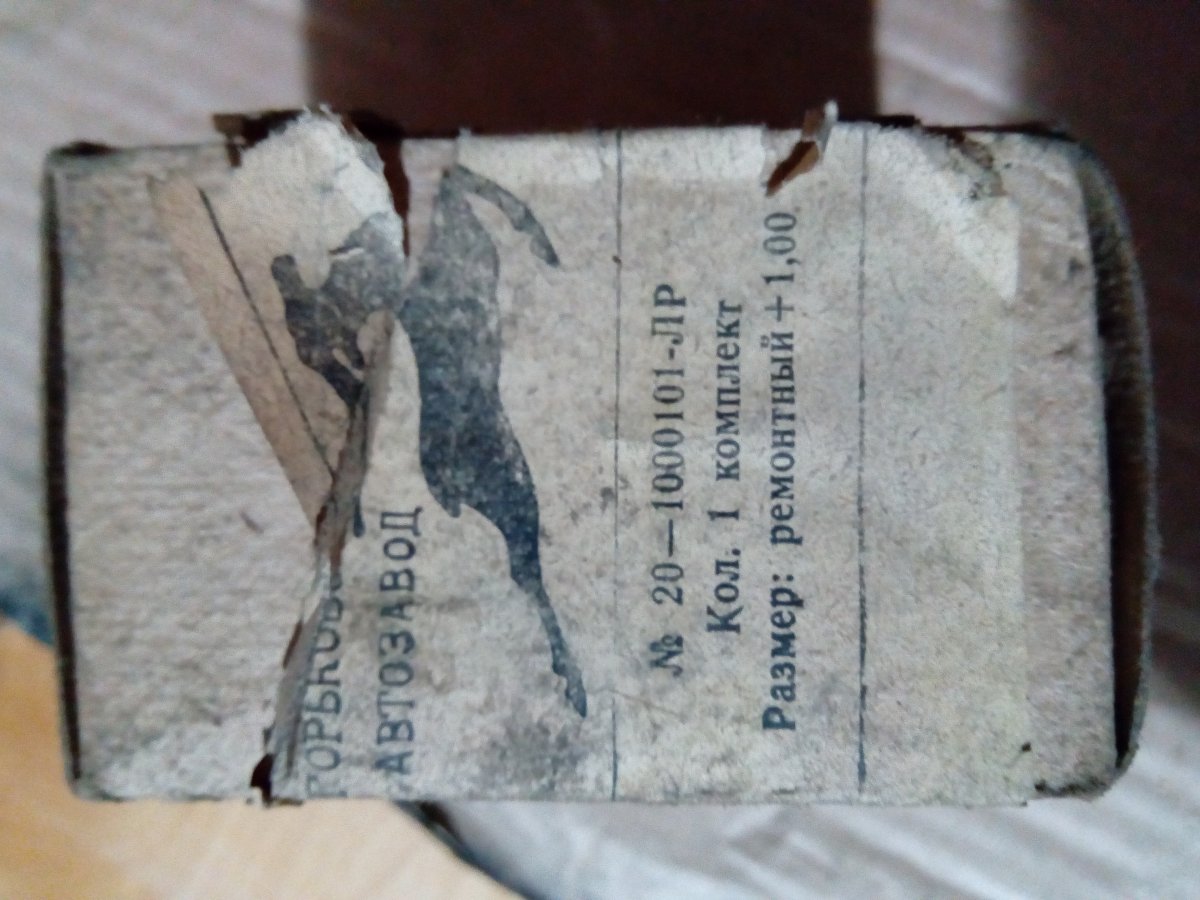 АВТОЗАВОД
№ 20—1000101-ЛР
Кол. 1 комплект
Размер: ремонтный+1,00